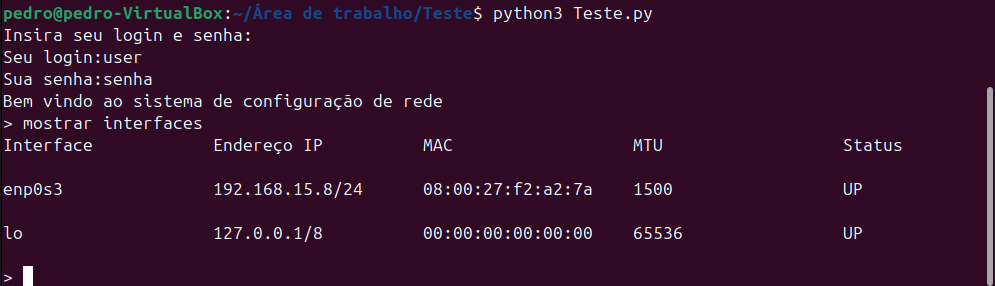 pedro@pedro-VirtualBox:~/Área de trabalho/Teste$ python3 Teste.py
Insira seu login e senha:
Seu login:user
Sua senha:senha
Bem vindo ao sistema de configuração de rede
> mostrar interfaces
Interface Endereço IP MAC MTU Status
enp0s3 192.168.15.8/24 08:00:27:f2:a2:7a 1500 UP
lo 127.0.0.1/8 00:00:00:00:00:00 65536 UP
>